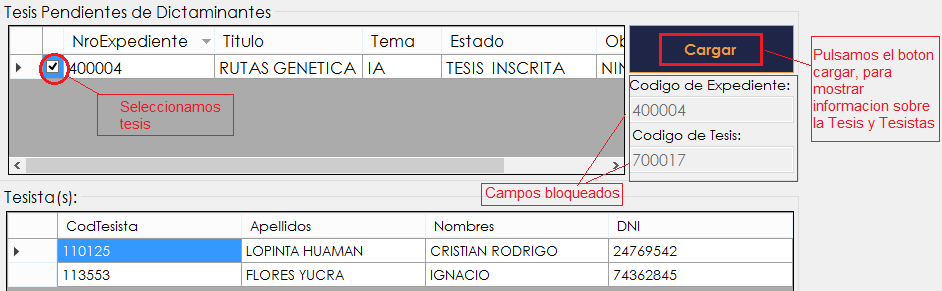 Tesis Pendientes de Dictaminantes
NroExpediente Titulo Tema Estado Ob
400004 RUTAS GENETICA IA TESIS INSCRITA NIN
Seleccionamos
tesis
Cargar
Pulsamos el boton
cargar, para
mostrar
informacion sobre
la Tesis y Tesistas
Codigo de Expediente:
400004
Codigo de Tesis:
700017
Campos bloqueados
Tesista(s):
CodTesista Apellidos Nombres DNI
110125 LOPINTA HUAMAN CRISTIAN RODRIGO 24769542
113553 FLORES YUCRA IGNACIO 74362845